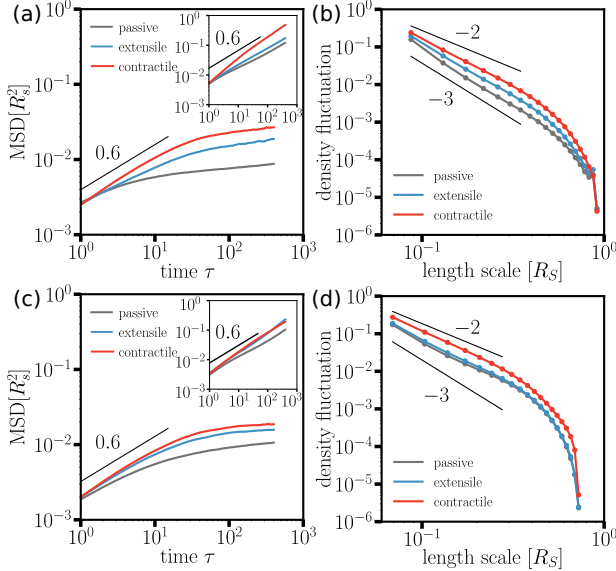 (a)
MSD[R_s^2]
10^-1
10^-2
10^-3
10^0 10^1 10^2 10^3
time τ
passive
extensile
contractile
0.6
10^0
10^-1
10^-2
10^-3
10^0 10^1 10^2 10^3
0.6
(b)
density fluctuation
10^0
10^-1
10^-2
10^-3
10^-4
10^-5
10^-6
10^-1 10^0
length scale [R_S]
−2
−3
passive
extensile
contractile
(c)
MSD[R_s^2]
10^0
10^-1
10^-2
10^-3
10^0 10^1 10^2 10^3
time τ
passive
extensile
contractile
0.6
10^0
10^-1
10^-2
10^-3
10^0 10^1 10^2 10^3
0.6
(d)
density fluctuation
10^0
10^-1
10^-2
10^-3
10^-4
10^-5
10^-6
10^-1 10^0
length scale [R_S]
−2
−3
passive
extensile
contractile